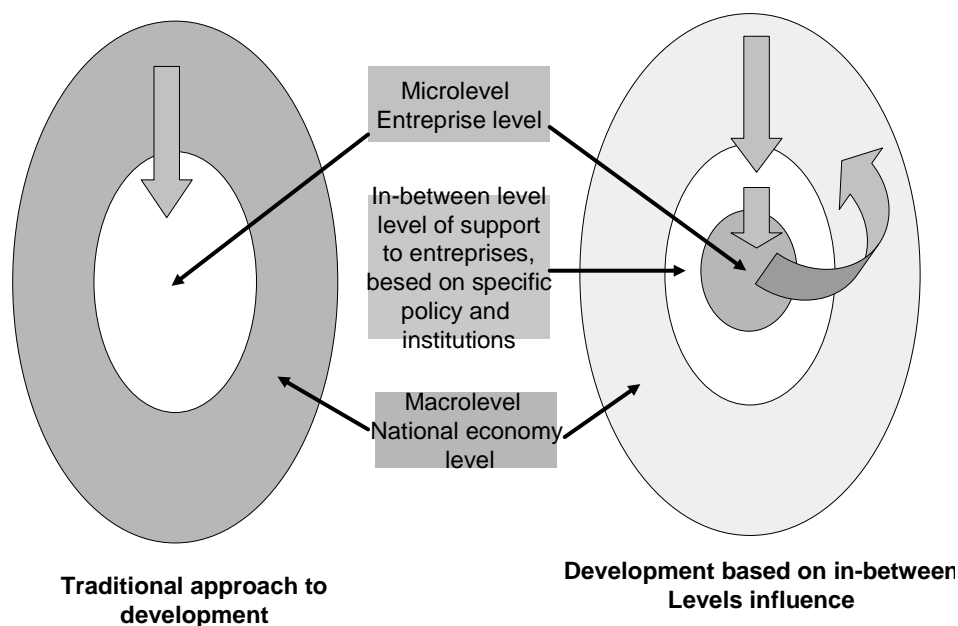 Microlevel
Entreprise level
In-between level
level of support
to entreprises,
besed on specific
policy and
institutions
Macrolevel
National economy
level
Traditional approach to
development
Development based on in-between
Levels influence